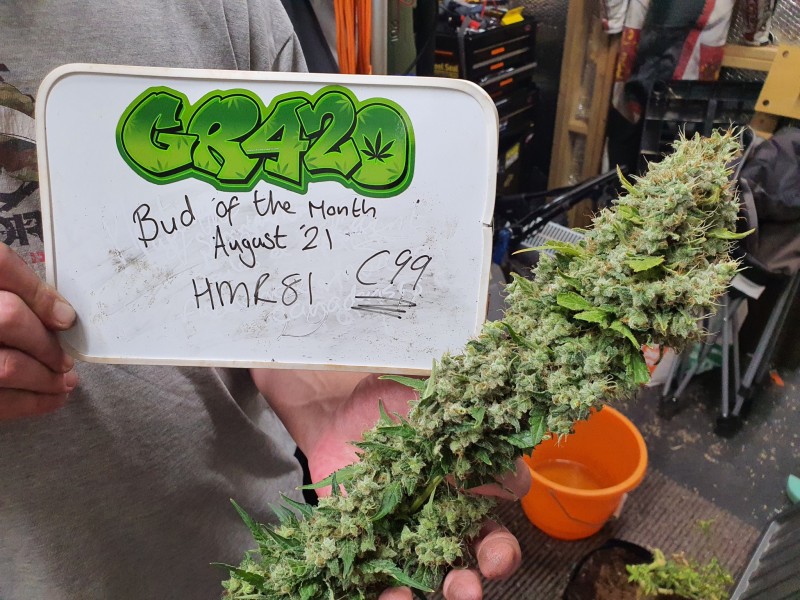 GR420
Bud of the Month
August '21
HMR81 C99